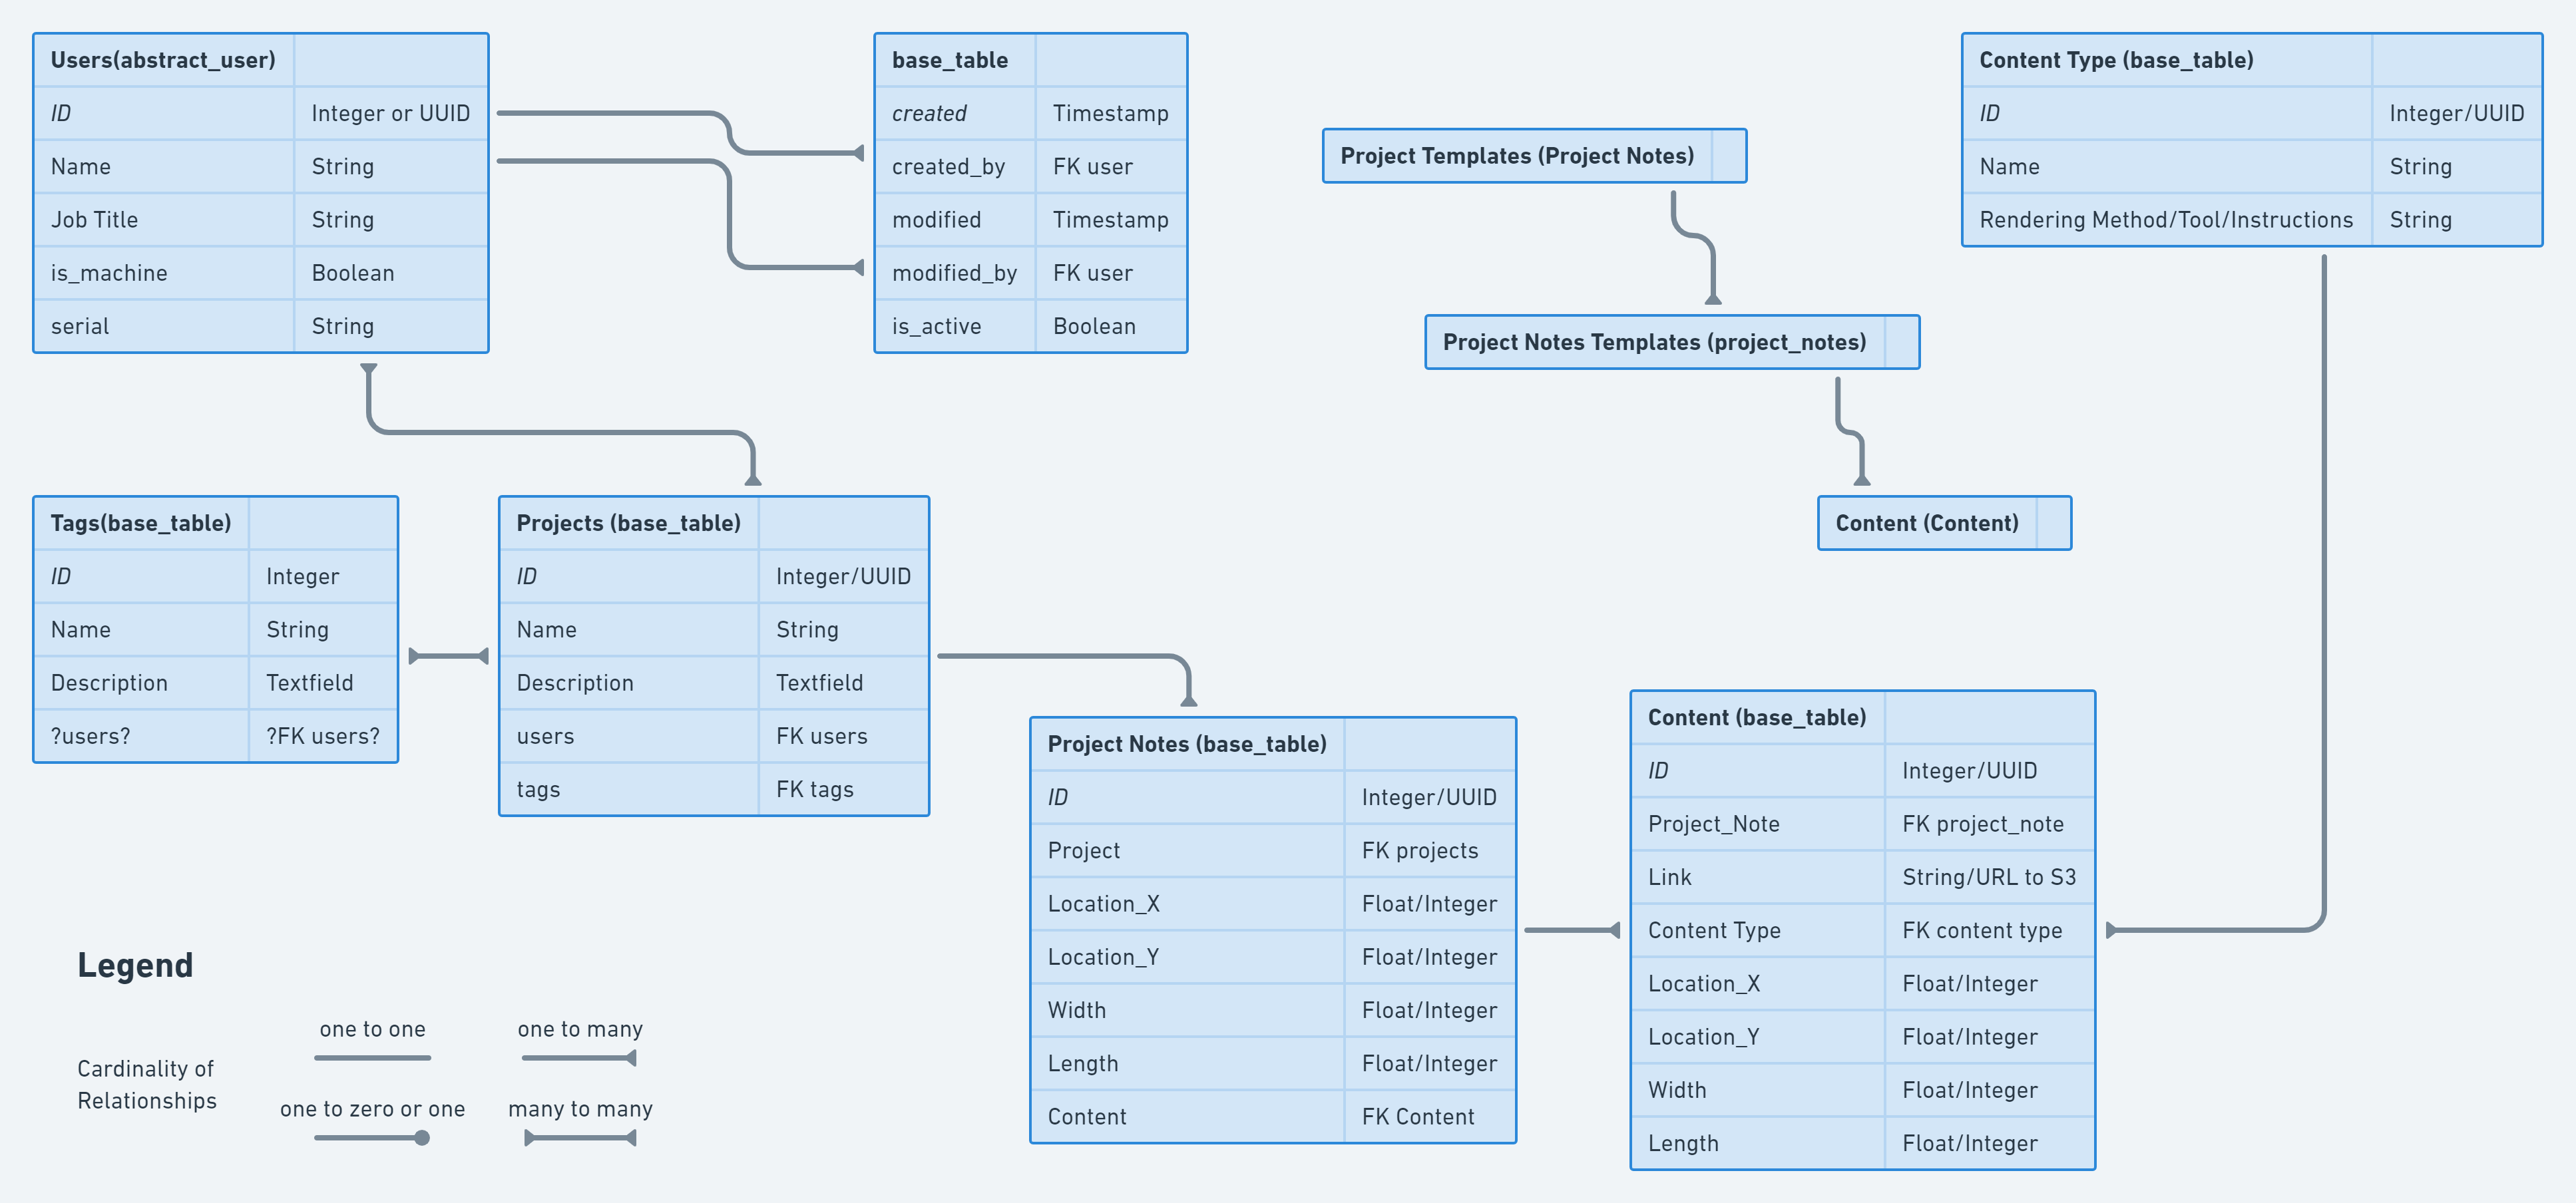 Users(abstract_user)
ID Integer or UUID
Name String
Job Title String
is_machine Boolean
serial String
base_table
created Timestamp
created_by FK user
modified Timestamp
modified_by FK user
is_active Boolean
Project Templates (Project Notes)
Project Notes Templates (project_notes)
Content (Content)
Content Type (base_table)
ID Integer/UUID
Name String
Rendering Method/Tool/Instructions String
Tags(base_table)
ID Integer
Name String
Description Textfield
?users? ?FK users?
Projects (base_table)
ID Integer/UUID
Name String
Description Textfield
users FK users
tags FK tags
Project Notes (base_table)
ID Integer/UUID
Project FK projects
Location_X Float/Integer
Location_Y Float/Integer
Width Float/Integer
Length Float/Integer
Content FK Content
Content (base_table)
ID Integer/UUID
Project_Note FK project_note
Link String/URL to S3
Content Type FK content type
Location_X Float/Integer
Location_Y Float/Integer
Width Float/Integer
Length Float/Integer
Legend
Cardinality of
Relationships
one to one
one to many
one to zero or one
many to many